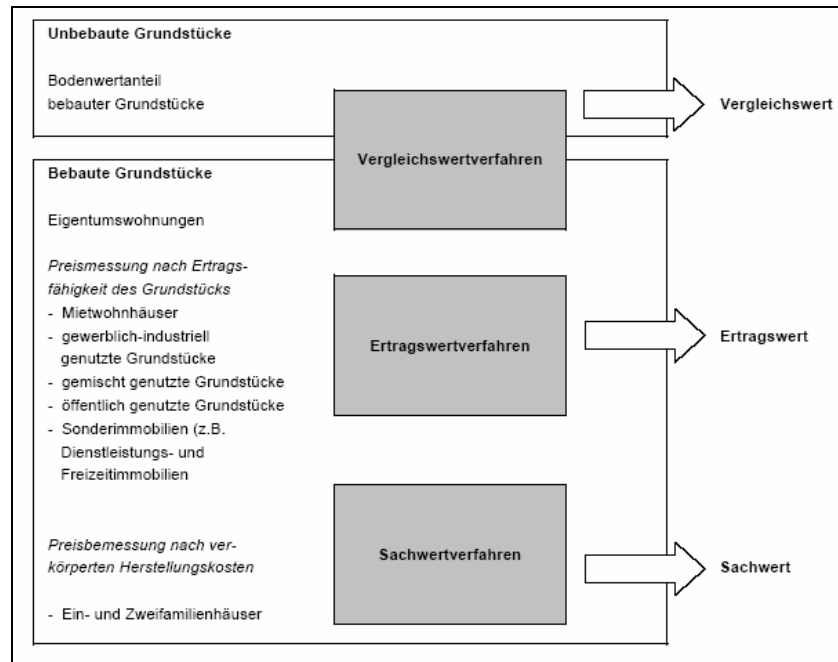 Unbebaute Grundstücke
Bodenwertanteil
bebauter Grundstücke
Vergleichswertverfahren
Vergleichswert
Bebaute Grundstücke
Eigentumswohnungen
Preismessung nach Ertrags-
fähigkeit des Grundstücks
- Mietwohnhäuser
- gewerblich-industriell
genutzte Grundstücke
- gemischt genutzte Grundstücke
- öffentlich genutzte Grundstücke
- Sonderimmobilien (z.B.
Dienstleistungs- und
Freizeitimmobilien
Ertragswertverfahren
Ertragswert
Preisbemessung nach ver-
körperten Herstellungskosten
- Ein- und Zweifamilienhäuser
Sachwertverfahren
Sachwert